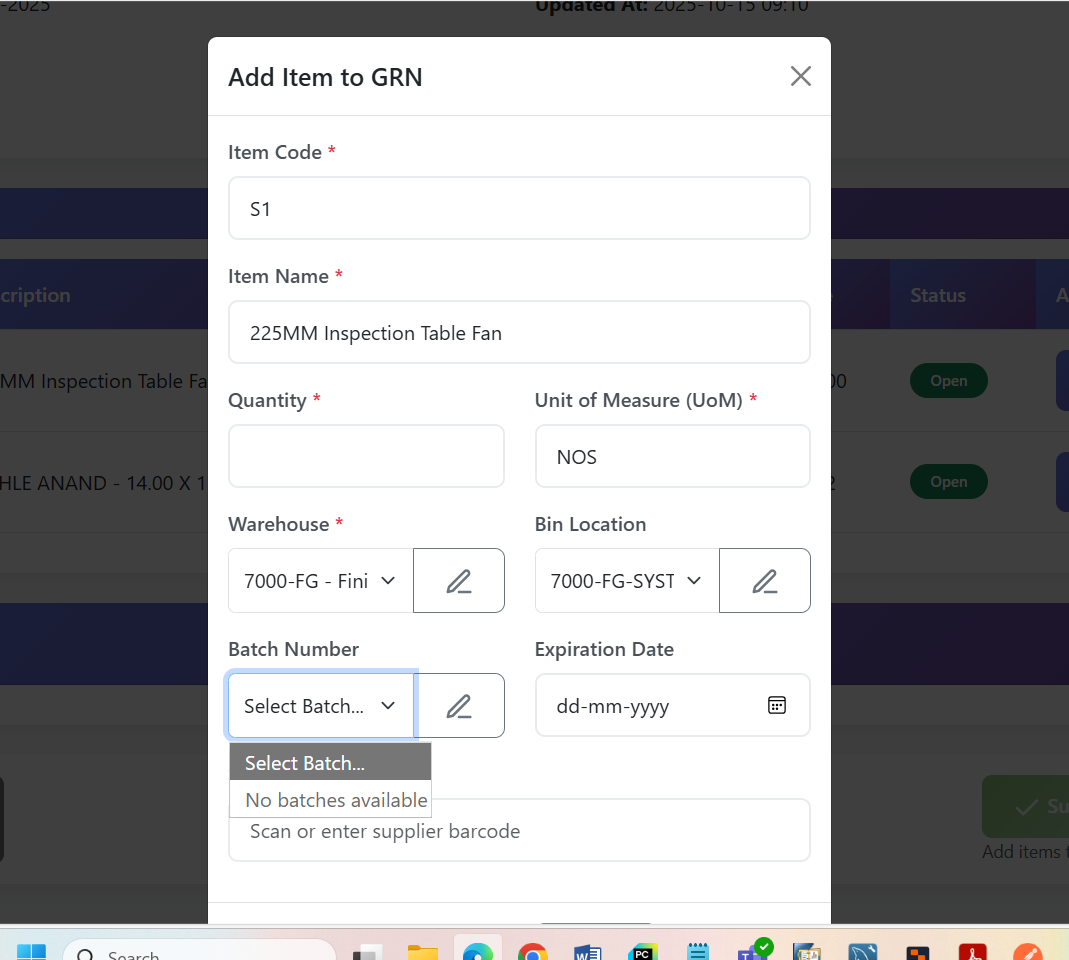 -2025
Updated At: 2025-10-15 09:10
Add Item to GRN
Item Code *
S1
Item Name *
225MM Inspection Table Fan
cription
Status
A
MM Inspection Table Fa
00
Open
Quantity *
Unit of Measure (UoM) *
NOS
HLE ANAND - 14.00 X 1
2
Open
Warehouse *
Bin Location
7000-FG - Fini
7000-FG-SYST
Batch Number
Expiration Date
Select Batch...
dd-mm-yyyy
Select Batch...
No batches available
Scan or enter supplier barcode
Su
Add items t
Search
W
PC
T